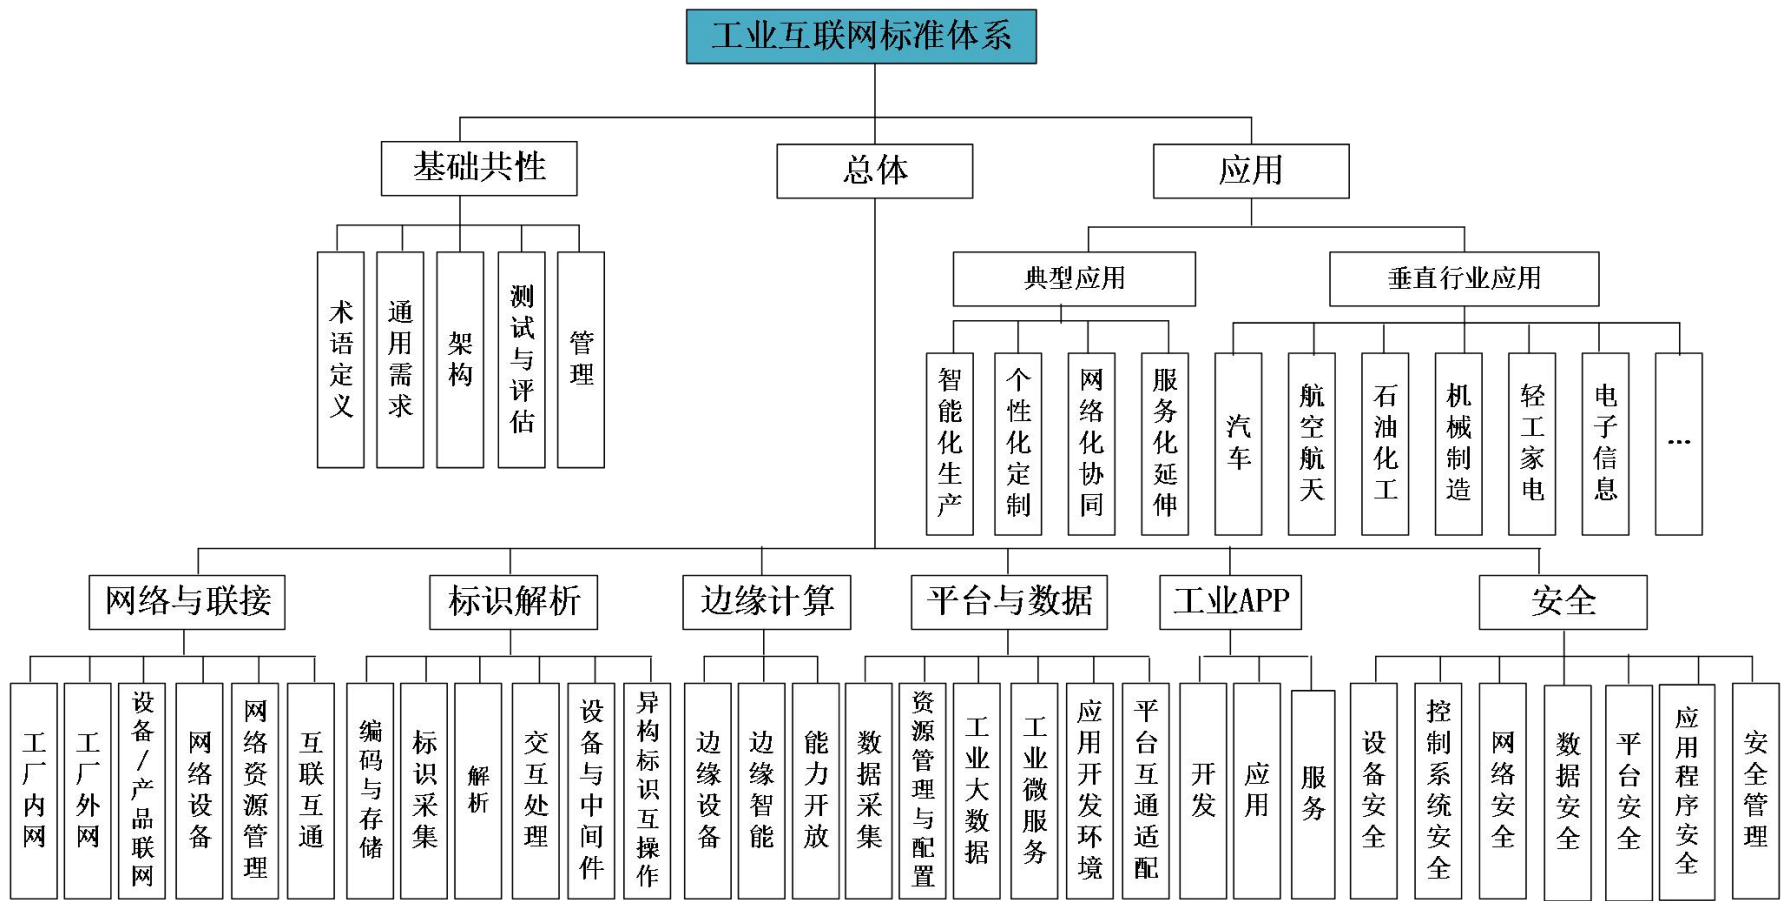 工业互联网标准体系
基础共性
总体
应用
术语定义
通用需求
架构
测试与评估
管理
典型应用
垂直行业应用
智能化生产
个性化定制
网络化协同
服务化延伸
汽车
航空航天
石油化工
机械制造
轻工家电
电子信息
...
网络与联接
标识解析
边缘计算
平台与数据
工业APP
安全
工厂内网
工厂外网
设备/产品联网
网络设备
网络资源管理
互联互通
编码与存储
标识采集
解析
交互处理
设备与中间件
异构标识互操作
边缘设备
边缘智能
能力开放
数据采集
资源管理与配置
工业大数据
工业微服务
应用开发环境
平台互通适配
开发
应用
服务
设备安全
控制系统安全
网络安全
数据安全
平台安全
应用程序安全
安全管理